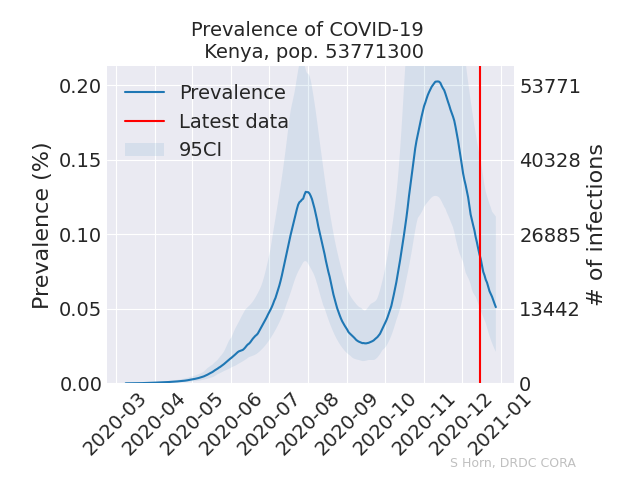 Prevalence of COVID-19
Kenya, pop. 53771300
Prevalence (%)
0.20
0.15
0.10
0.05
0.00
Prevalence
Latest data
95CI
53771
40328
26885
13442
0
# of infections
2020-03
2020-04
2020-05
2020-06
2020-07
2020-08
2020-09
2020-10
2020-11
2020-12
2021-01
S Horn, DRDC CORA